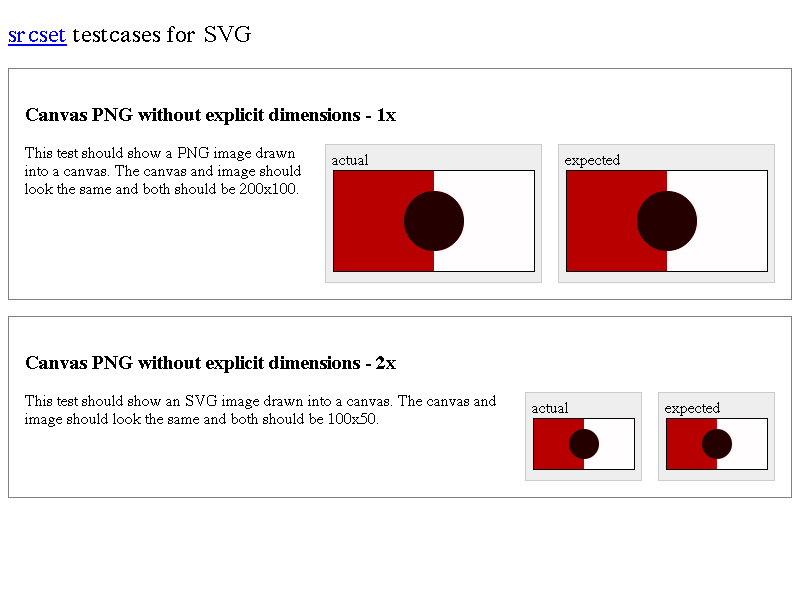 srcset testcases for SVG
Canvas PNG without explicit dimensions - 1x
This test should show a PNG image drawn
into a canvas. The canvas and image should
look the same and both should be 200x100.
actual
expected
Canvas PNG without explicit dimensions - 2x
This test should show an SVG image drawn into a canvas. The canvas and
image should look the same and both should be 100x50.
actual
expected